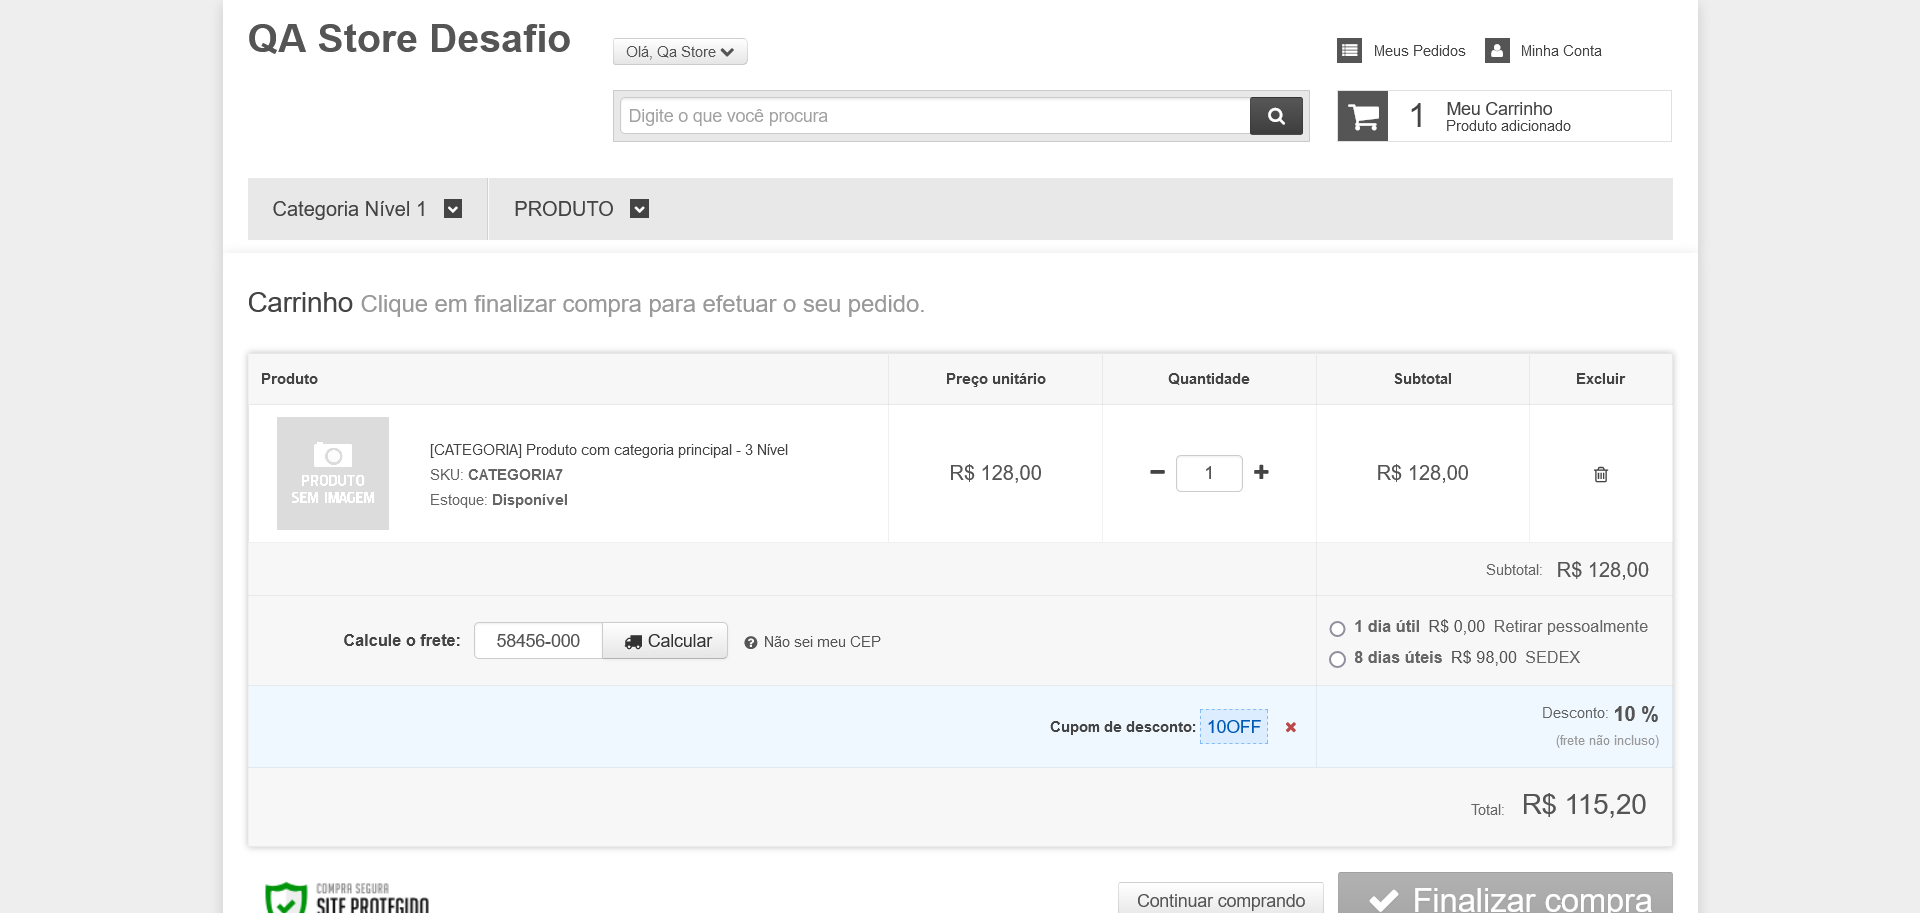 QA Store Desafio
Olá, Qa Store
Meus Pedidos
Minha Conta
Digite o que você procura
1
Meu Carrinho
Produto adicionado
Categoria Nível 1
PRODUTO
Carrinho Clique em finalizar compra para efetuar o seu pedido.
Produto
Preço unitário
Quantidade
Subtotal
Excluir
PRODUTO
SEM IMAGEM
[CATEGORIA] Produto com categoria principal - 3 Nível
SKU: CATEGORIA7
Estoque: Disponível
R$ 128,00
1
R$ 128,00
Subtotal: R$ 128,00
Calcule o frete: 58456-000 Calcular Não sei meu CEP
1 dia útil R$ 0,00 Retirar pessoalmente
8 dias úteis R$ 98,00 SEDEX
Cupom de desconto: 10OFF
Desconto: 10 %
(frete não incluso)
Total: R$ 115,20
COMPRA SEGURA
SITE PROTEGIDO
Continuar comprando
Finalizar compra